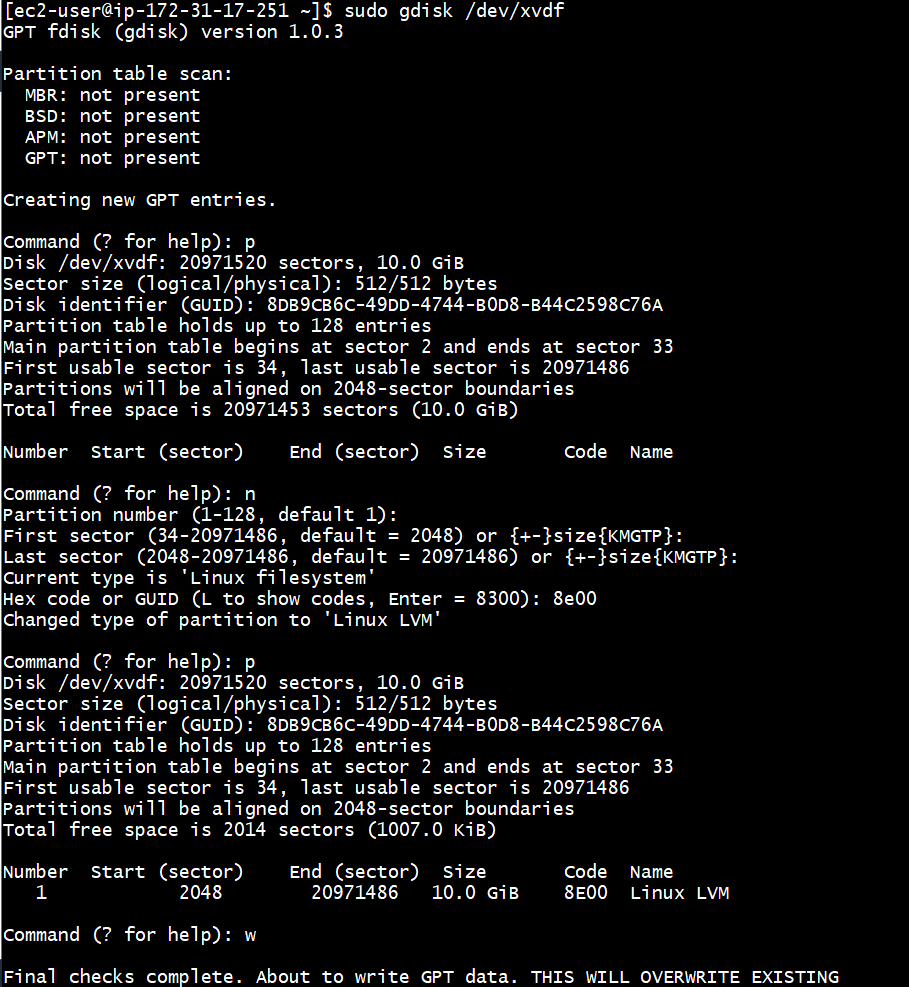 [ec2-user@ip-172-31-17-251 ~]$ sudo gdisk /dev/xvdf
GPT fdisk (gdisk) version 1.0.3
Partition table scan:
MBR: not present
BSD: not present
APM: not present
GPT: not present
Creating new GPT entries.
Command (? for help): p
Disk /dev/xvdf: 20971520 sectors, 10.0 GiB
Sector size (logical/physical): 512/512 bytes
Disk identifier (GUID): 8DB9CB6C-49DD-4744-B0D8-B44C2598C76A
Partition table holds up to 128 entries
Main partition table begins at sector 2 and ends at sector 33
First usable sector is 34, last usable sector is 20971486
Partitions will be aligned on 2048-sector boundaries
Total free space is 20971453 sectors (10.0 GiB)
Number  Start (sector)    End (sector)  Size       Code  Name
Command (? for help): n
Partition number (1-128, default 1):
First sector (34-20971486, default = 2048) or {+-}size{KMGTP}:
Last sector (2048-20971486, default = 20971486) or {+-}size{KMGTP}:
Current type is 'Linux filesystem'
Hex code or GUID (L to show codes, Enter = 8300): 8e00
Changed type of partition to 'Linux LVM'
Command (? for help): p
Disk /dev/xvdf: 20971520 sectors, 10.0 GiB
Sector size (logical/physical): 512/512 bytes
Disk identifier (GUID): 8DB9CB6C-49DD-4744-B0D8-B44C2598C76A
Partition table holds up to 128 entries
Main partition table begins at sector 2 and ends at sector 33
First usable sector is 34, last usable sector is 20971486
Partitions will be aligned on 2048-sector boundaries
Total free space is 2014 sectors (1007.0 KiB)
Number  Start (sector)    End (sector)  Size       Code  Name
1            2048        20971486   10.0 GiB    8E00  Linux LVM
Command (? for help): w
Final checks complete. About to write GPT data. THIS WILL OVERWRITE EXISTING